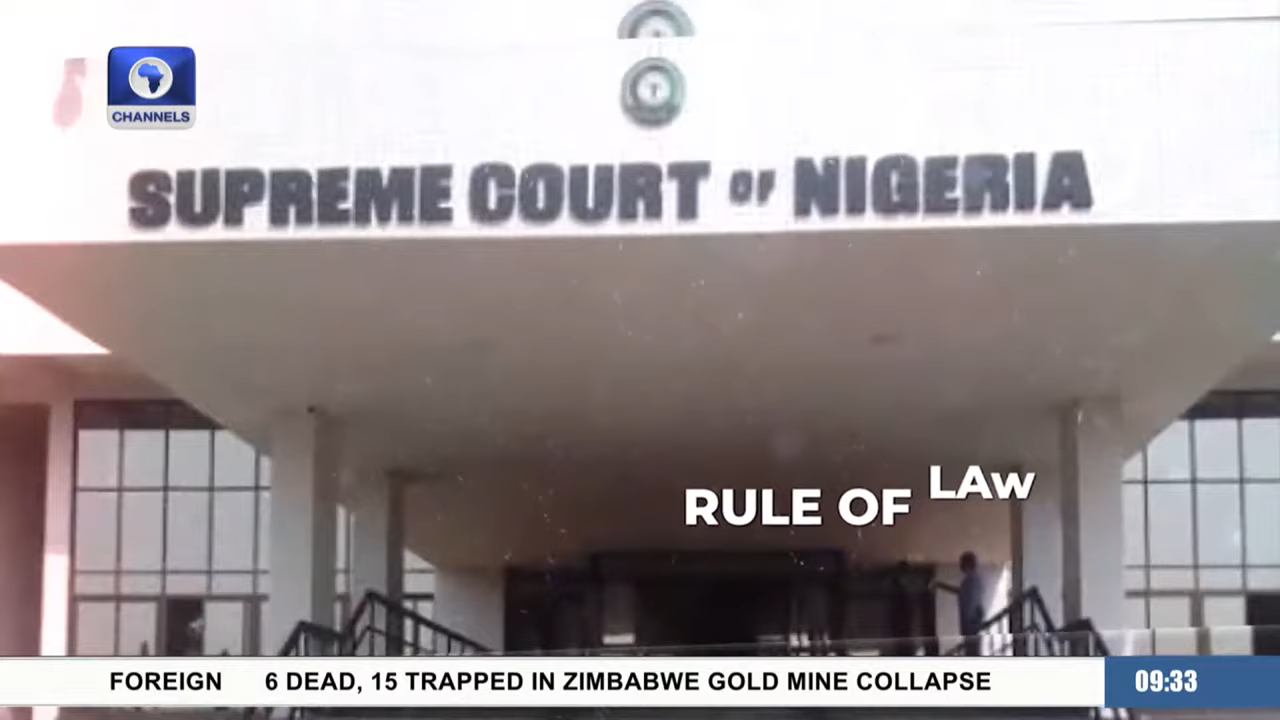 CHANNELS
SUPREME COURT OF NIGERIA
RULE OF LAw
FOREIGN 6 DEAD, 15 TRAPPED IN ZIMBABWE GOLD MINE COLLAPSE 09:33